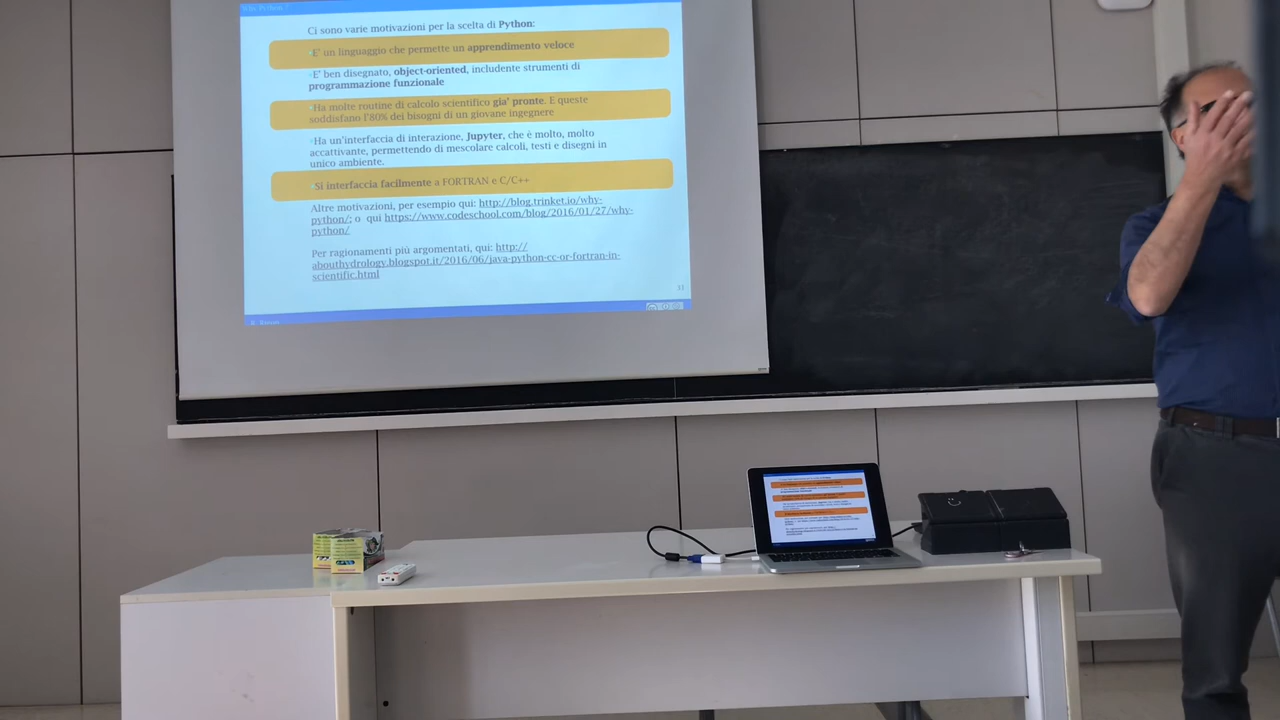 Why Python ?
Ci sono varie motivazioni per la scelta di Python:
E' un linguaggio che permette un apprendimento veloce
E' ben disegnato, object-oriented, includente strumenti di
programmazione funzionale
Ha molte routine di calcolo scientifico gia' pronte. E queste
soddisfano l'80% dei bisogni di un giovane ingegnere
Ha un'interfaccia di interazione, Jupyter, che è molto, molto
accattivante, permettendo di mescolare calcoli, testi e disegni in
unico ambiente.
Si interfaccia facilmente a FORTRAN e C/C++
Altre motivazioni, per esempio qui: http://blog.trinket.io/why-
python/; o qui https://www.codeschool.com/blog/2016/01/27/why-
python/
Per ragionamenti più argomentati, qui: http://
abouthydrology.blogspot.it/2016/06/java-python-cc-or-fortran-in-
scientific.html